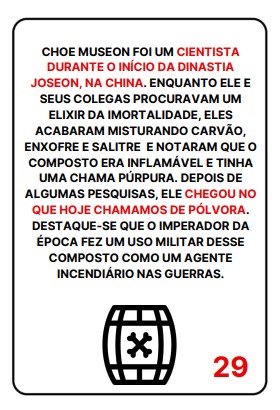 CHOE MUSEON FOI UM CIENTISTA
DURANTE O INÍCIO DA DINASTIA
JOSEON, NA CHINA. ENQUANTO ELE E
SEUS COLEGAS PROCURAVAM UM
ELIXIR DA IMORTALIDADE, ELES
ACABARAM MISTURANDO CARVÃO,
ENXOFRE E SALITRE E NOTARAM QUE O
COMPOSTO ERA INFLAMÁVEL E TINHA
UMA CHAMA PÚRPURA. DEPOIS DE
ALGUMAS PESQUISAS, ELE CHEGOU NO
QUE HOJE CHAMAMOS DE PÓLVORA.
DESTAQUE-SE QUE O IMPERADOR DA
ÉPOCA FEZ UM USO MILITAR DESSE
COMPOSTO COMO UM AGENTE
INCENDIÁRIO NAS GUERRAS.
29